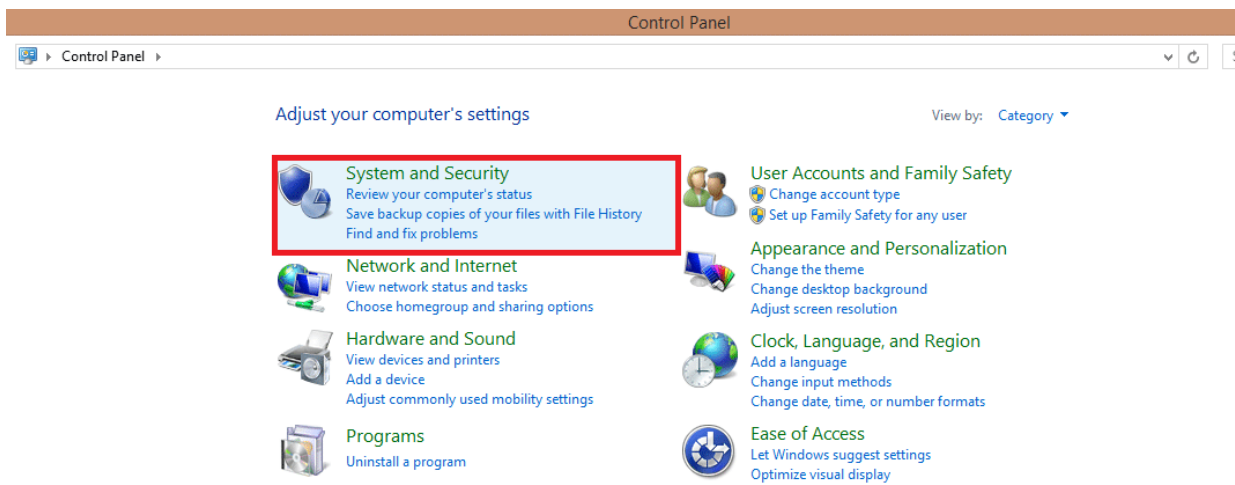 Control Panel
Control Panel
Adjust your computer's settings
View by: Category
System and Security
Review your computer's status
Save backup copies of your files with File History
Find and fix problems
Network and Internet
View network status and tasks
Choose homegroup and sharing options
Hardware and Sound
View devices and printers
Add a device
Adjust commonly used mobility settings
Programs
Uninstall a program
User Accounts and Family Safety
Change account type
Set up Family Safety for any user
Appearance and Personalization
Change the theme
Change desktop background
Adjust screen resolution
Clock, Language, and Region
Add a language
Change input methods
Change date, time, or number formats
Ease of Access
Let Windows suggest settings
Optimize visual display